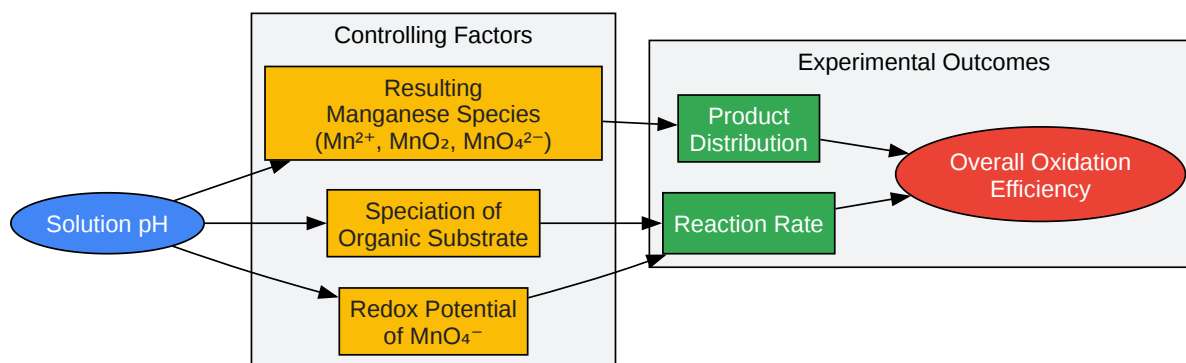 Controlling Factors
Resulting
Manganese Species
(Mn²⁺, MnO₂, MnO₄²⁻)
Speciation of
Organic Substrate
Redox Potential
of MnO₄⁻
Solution pH
Experimental Outcomes
Product
Distribution
Reaction Rate
Overall Oxidation
Efficiency